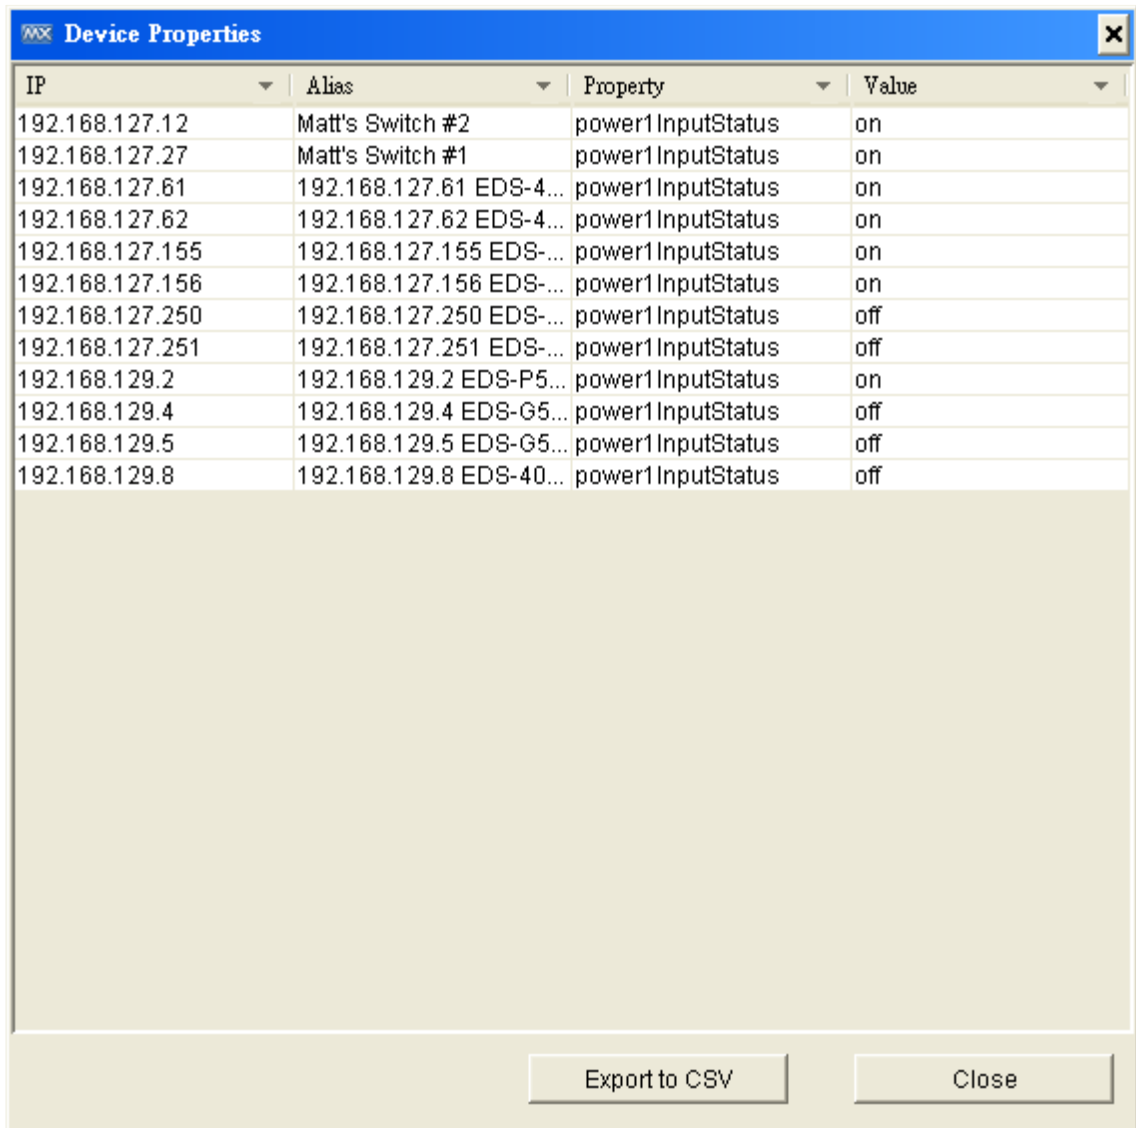 MX Device Properties
IP Alias Property Value
192.168.127.12 Matt's Switch #2 power1InputStatus on
192.168.127.27 Matt's Switch #1 power1InputStatus on
192.168.127.61 192.168.127.61 EDS-4... power1InputStatus on
192.168.127.62 192.168.127.62 EDS-4... power1InputStatus on
192.168.127.155 192.168.127.155 EDS-... power1InputStatus on
192.168.127.156 192.168.127.156 EDS-... power1InputStatus on
192.168.127.250 192.168.127.250 EDS-... power1InputStatus off
192.168.127.251 192.168.127.251 EDS-... power1InputStatus off
192.168.129.2 192.168.129.2 EDS-P5... power1InputStatus on
192.168.129.4 192.168.129.4 EDS-G5... power1InputStatus off
192.168.129.5 192.168.129.5 EDS-G5... power1InputStatus off
192.168.129.8 192.168.129.8 EDS-40... power1InputStatus off
Export to CSV Close